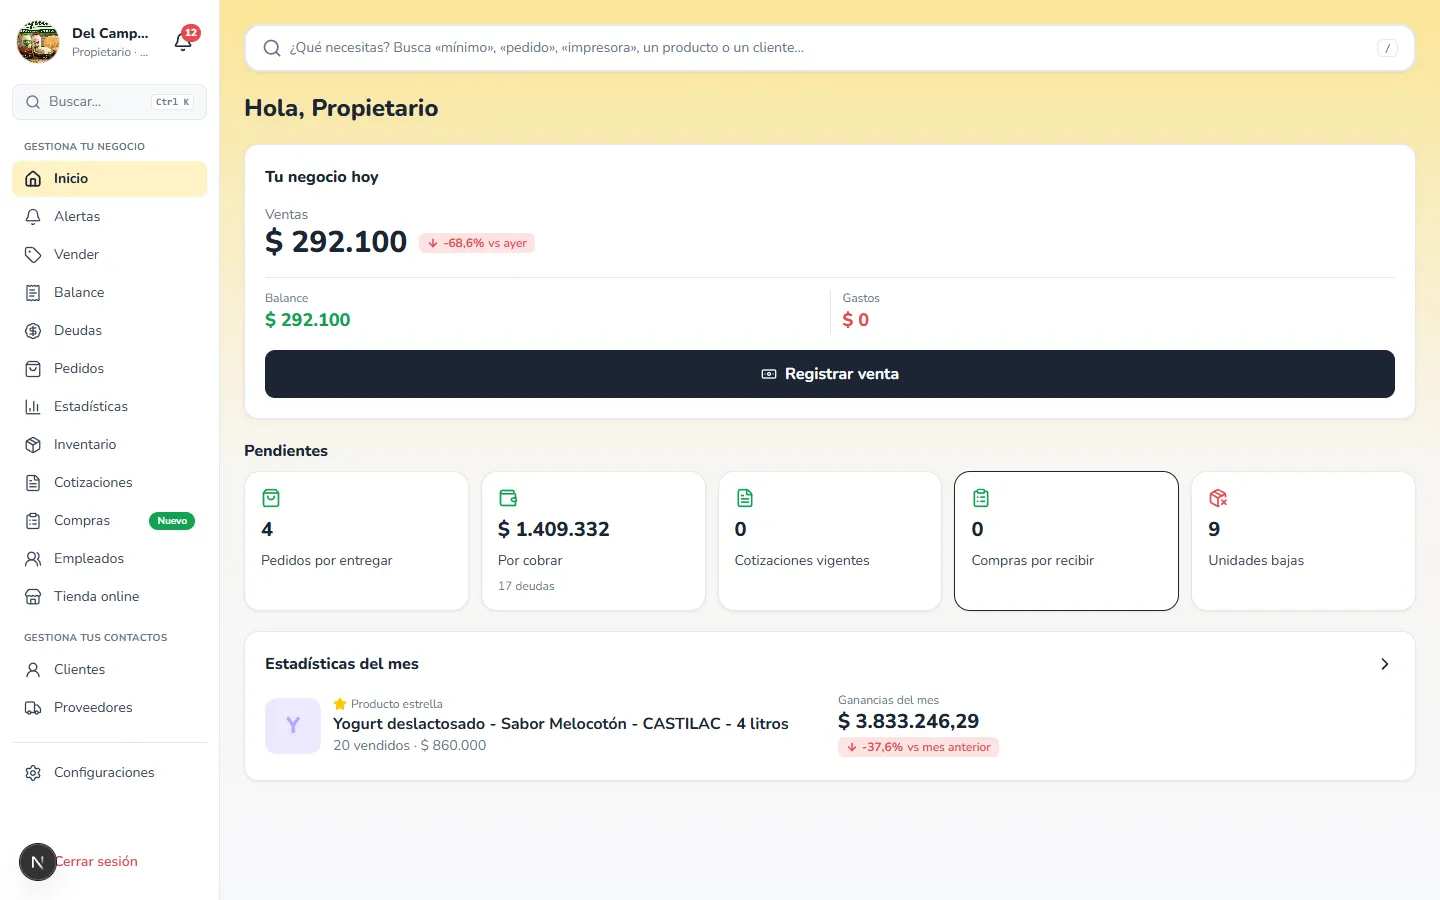 Del Camp...
Propietario · ...
12
Buscar...
Ctrl K
GESTIONA TU NEGOCIO
Inicio
Alertas
Vender
Balance
Deudas
Pedidos
Estadísticas
Inventario
Cotizaciones
Compras
Nuevo
Empleados
Tienda online
GESTIONA TUS CONTACTOS
Clientes
Proveedores
Configuraciones
N
Cerrar sesión
¿Qué necesitas? Busca «mínimo», «pedido», «impresora», un producto o un cliente...
/
Hola, Propietario
Tu negocio hoy
Ventas
$ 292.100
-68,6% vs ayer
Balance
$ 292.100
Gastos
$ 0
Registrar venta
Pendientes
4
Pedidos por entregar
$ 1.409.332
Por cobrar
17 deudas
0
Cotizaciones vigentes
0
Compras por recibir
9
Unidades bajas
Estadísticas del mes
Y
Producto estrella
Yogurt deslactosado - Sabor Melocotón - CASTILAC - 4 litros
20 vendidos · $ 860.000
Ganancias del mes
$ 3.833.246,29
-37,6% vs mes anterior